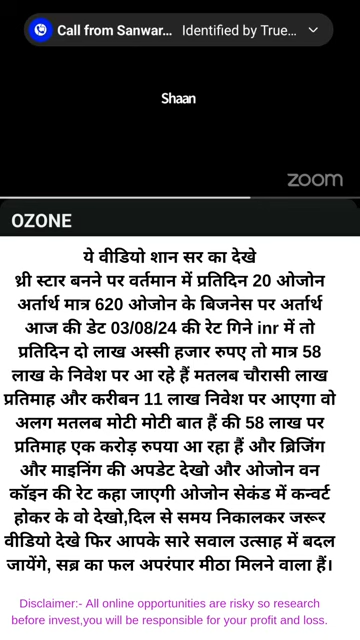 Call from Sanwar... Identified by True...
Shaan
zoom
OZONE
ये वीडियो शान सर का देखे
थ्री स्टार बनने पर वर्तमान में प्रतिदिन 20 ओजोन
अर्तार्थ मात्र 620 ओजोन के बिजनेस पर अर्तार्थ
आज की डेट 03/08/24 की रेट गिने inr में तो
प्रतिदिन दो लाख अस्सी हजार रुपए तो मात्र 58
लाख के निवेश पर आ रहे हैं मतलब चौरासी लाख
प्रतिमाह और करीबन 11 लाख निवेश पर आएगा वो
अलग मतलब मोटी मोटी बात हैं की 58 लाख पर
प्रतिमाह एक करोड़ रुपया आ रहा हैं और ब्रिजिंग
और माइनिंग की अपडेट देखो और ओजोन वन
कॉइन की रेट कहा जाएगी ओजोन सेकंड में कन्वर्ट
होकर के वो देखो,दिल से समय निकालकर जरूर
वीडियो देखे फिर आपके सारे सवाल उत्साह में बदल
जायेंगे, सब्र का फल अपरंपार मीठा मिलने वाला हैं।
Disclaimer:- All online opportunities are risky so research
before invest,you will be responsible for your profit and loss.